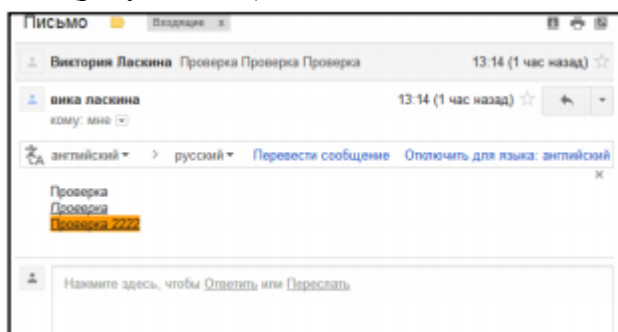 Письмо Входящие x
Виктория Ласкина Проверка Проверка Проверка 13:14 (1 час назад)
вика ласкина 13:14 (1 час назад)
кому: мне
английский > русский Перевести сообщение Отключить для языка: английский
x
Проверка
Проверка
Проверка 2222
Нажмите здесь, чтобы Ответить или Переслать